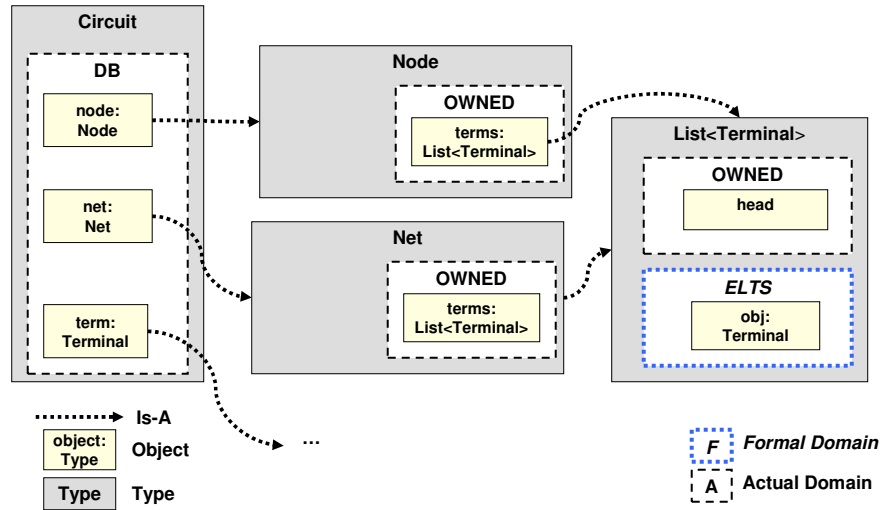 Circuit
DB
node:
Node
net:
Net
term:
Terminal
Node
OWNED
terms:
List<Terminal>
Net
OWNED
terms:
List<Terminal>
List<Terminal>
OWNED
head
ELTS
obj:
Terminal
...
Is-A
object:
Type
Object
Type
Type
F
Formal Domain
A
Actual Domain